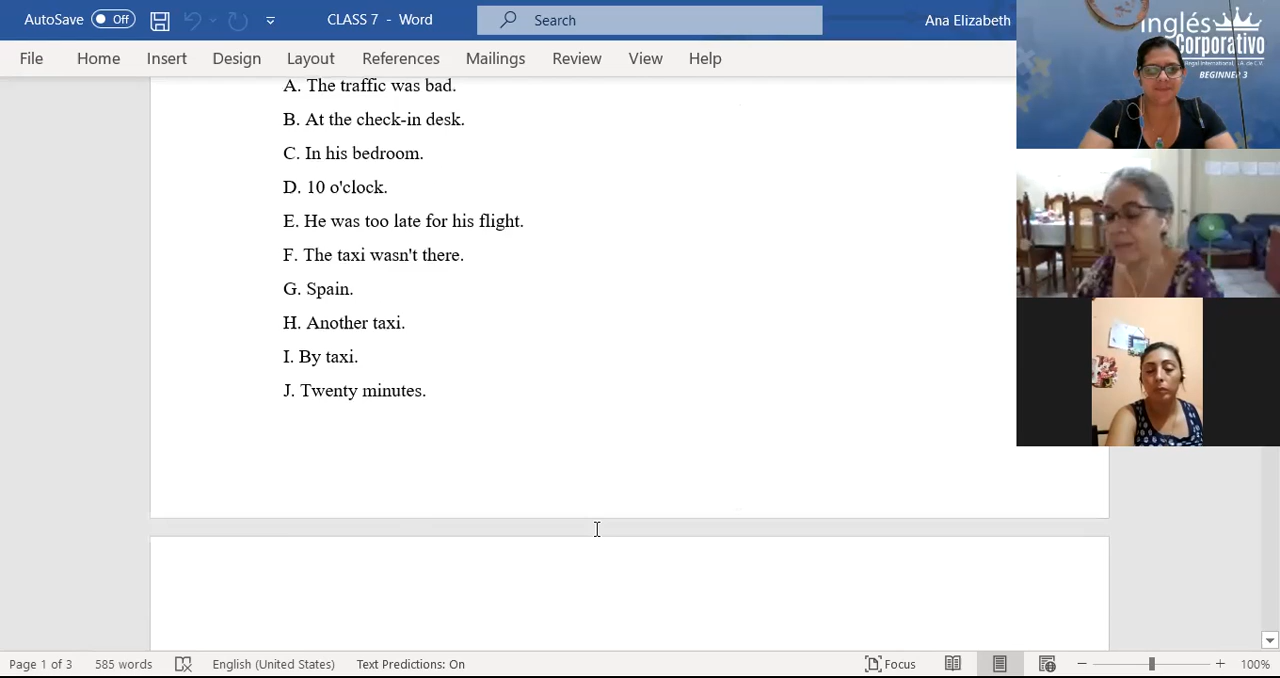 AutoSave Off CLASS 7 - Word Search Ana Elizabeth
File Home Insert Design Layout References Mailings Review View Help
A. The traffic was bad.
B. At the check-in desk.
C. In his bedroom.
D. 10 o'clock.
E. He was too late for his flight.
F. The taxi wasn't there.
G. Spain.
H. Another taxi.
I. By taxi.
J. Twenty minutes.
Inglés
Corporativo
BEGINNER 3
Page 1 of 3 585 words English (United States) Text Predictions: On Focus 100%